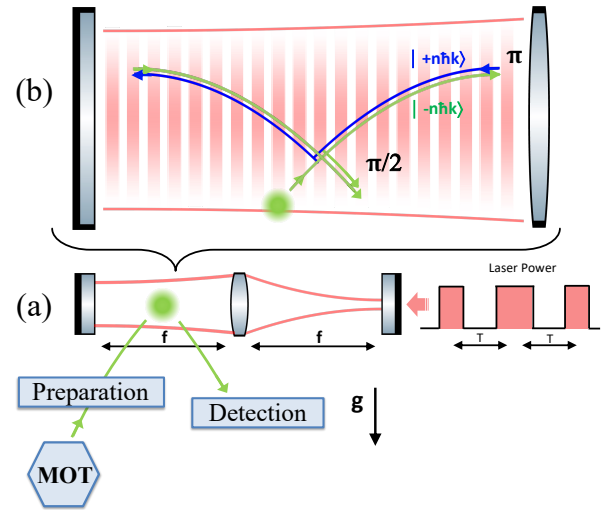 (b)
| +nħk⟩
π
| -nħk⟩
π/2
Laser Power
(a)
f
f
T
T
Preparation
Detection
g
MOT